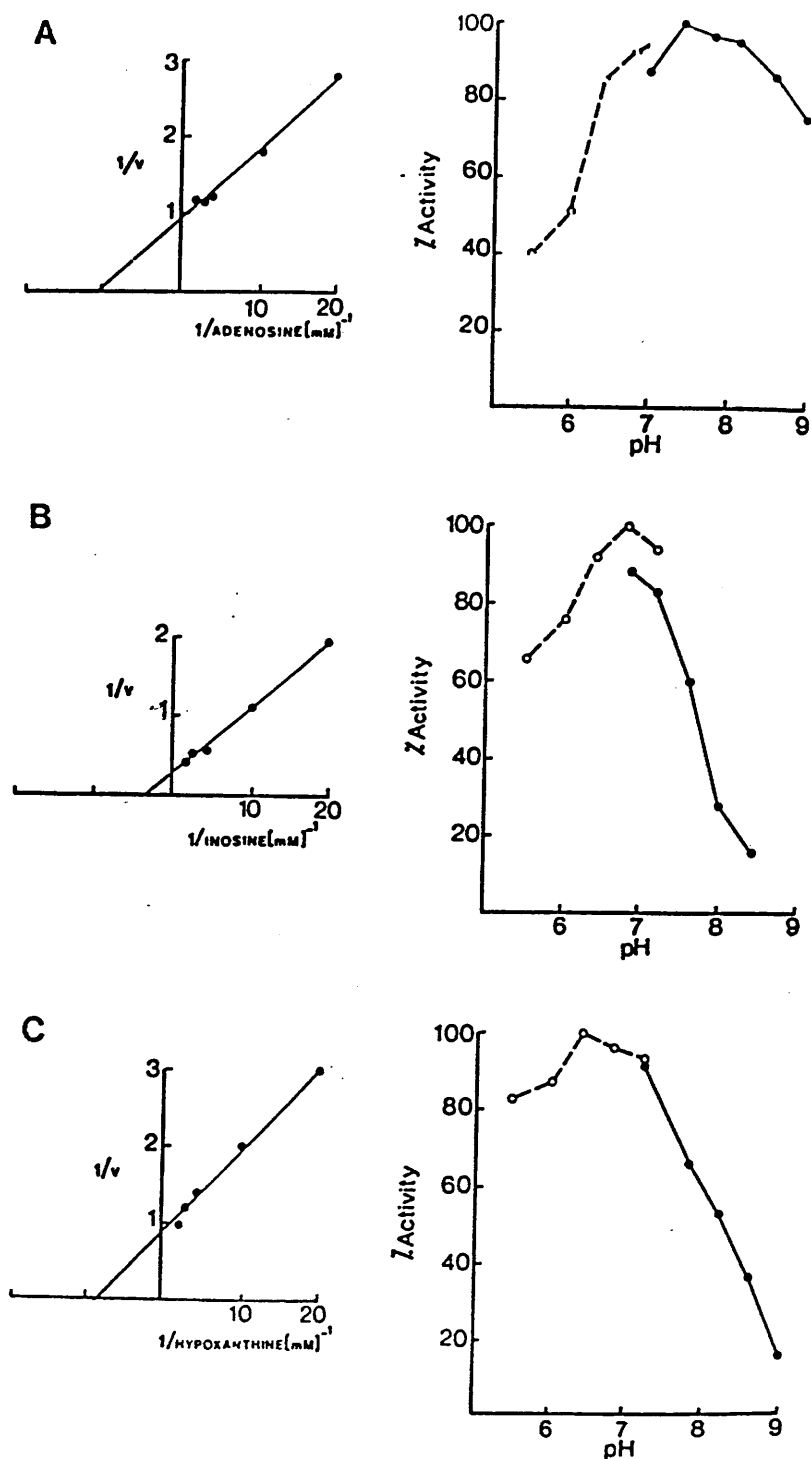 A
3
2
1
1/v
10
20
1/ADENOSINE[mM]⁻¹
100
80
60
40
20
% Activity
6
7
8
9
pH
B
2
1
1/v
10
20
1/INOSINE[mM]⁻¹
100
80
60
40
20
% Activity
6
7
8
9
pH
C
3
2
1
1/v
10
20
1/HYPOXANTHINE[mM]⁻¹
100
80
60
40
20
% Activity
6
7
8
9
pH